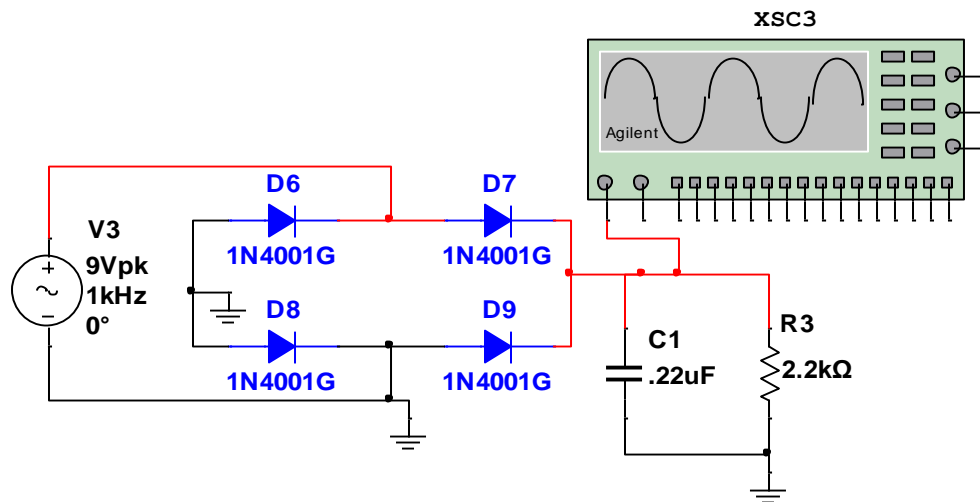 XSC3
Agilent
D6
D7
1N4001G
1N4001G
V3
9Vpk
1kHz
0°
D8
D9
1N4001G
1N4001G
C1
.22uF
R3
2.2kΩ